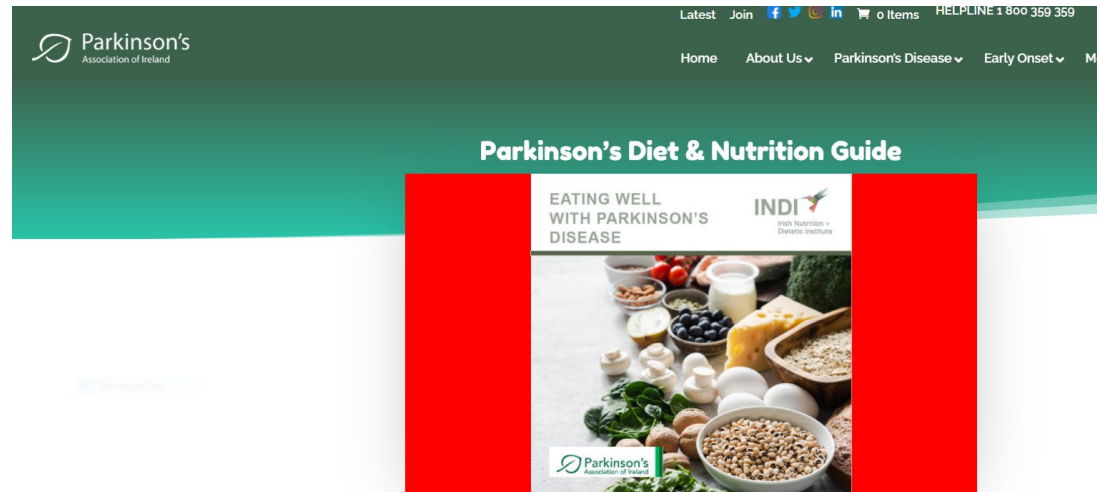 Latest Join 0 Items HELPLINE 1 800 359 359
Parkinson's
Association of Ireland
Home About Us Parkinson's Disease Early Onset M
Parkinson's Diet & Nutrition Guide
EATING WELL
WITH PARKINSON'S
DISEASE
INDI
Irish Nutrition +
Dietetic Institute
Parkinson's
Association of Ireland